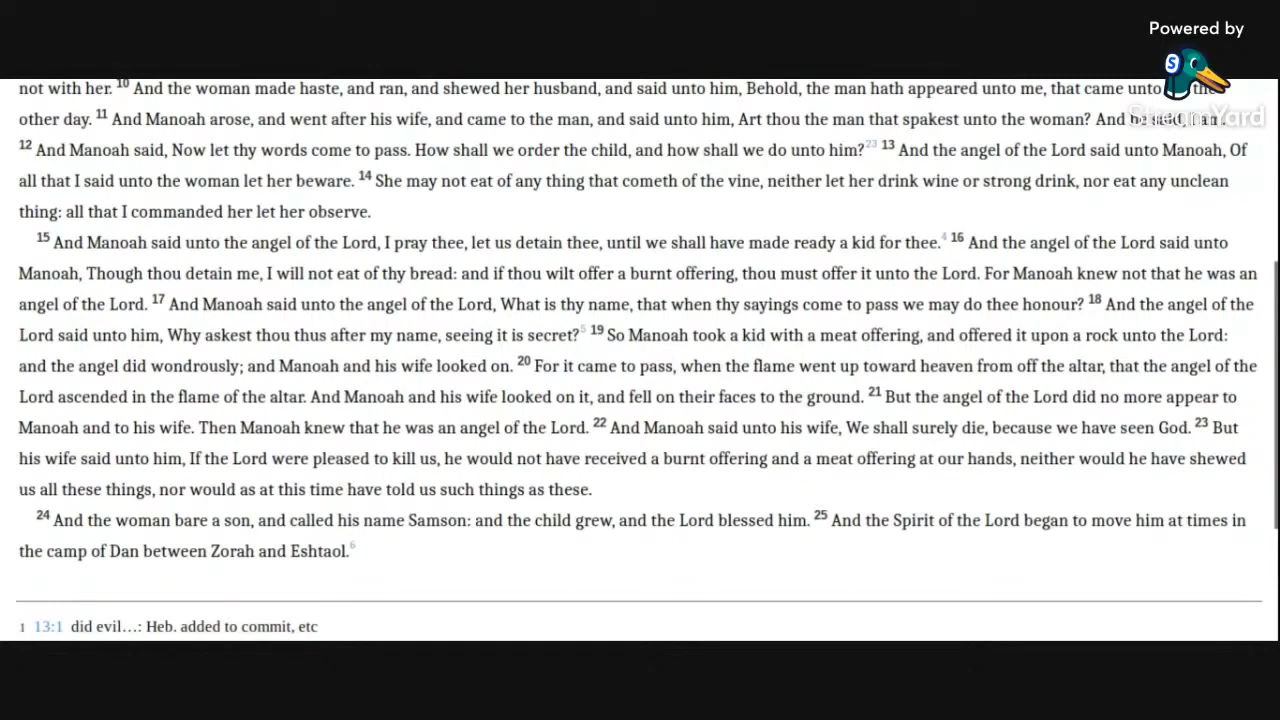 Powered by
StreamYard
not with her. 10 And the woman made haste, and ran, and shewed her husband, and said unto him, Behold, the man hath appeared unto me, that came unto the
other day. 11 And Manoah arose, and went after his wife, and came to the man, and said unto him, Art thou the man that spakest unto the woman? And he said, I am.
12 And Manoah said, Now let thy words come to pass. How shall we order the child, and how shall we do unto him?23 13 And the angel of the Lord said unto Manoah, Of
all that I said unto the woman let her beware. 14 She may not eat of any thing that cometh of the vine, neither let her drink wine or strong drink, nor eat any unclean
thing: all that I commanded her let her observe.
15 And Manoah said unto the angel of the Lord, I pray thee, let us detain thee, until we shall have made ready a kid for thee.4 16 And the angel of the Lord said unto
Manoah, Though thou detain me, I will not eat of thy bread: and if thou wilt offer a burnt offering, thou must offer it unto the Lord. For Manoah knew not that he was an
angel of the Lord. 17 And Manoah said unto the angel of the Lord, What is thy name, that when thy sayings come to pass we may do thee honour? 18 And the angel of the
Lord said unto him, Why askest thou thus after my name, seeing it is secret?5 19 So Manoah took a kid with a meat offering, and offered it upon a rock unto the Lord:
and the angel did wondrously; and Manoah and his wife looked on. 20 For it came to pass, when the flame went up toward heaven from off the altar, that the angel of the
Lord ascended in the flame of the altar. And Manoah and his wife looked on it, and fell on their faces to the ground. 21 But the angel of the Lord did no more appear to
Manoah and to his wife. Then Manoah knew that he was an angel of the Lord. 22 And Manoah said unto his wife, We shall surely die, because we have seen God. 23 But
his wife said unto him, If the Lord were pleased to kill us, he would not have received a burnt offering and a meat offering at our hands, neither would he have shewed
us all these things, nor would as at this time have told us such things as these.
24 And the woman bare a son, and called his name Samson: and the child grew, and the Lord blessed him. 25 And the Spirit of the Lord began to move him at times in
the camp of Dan between Zorah and Eshtaol.6
1 13:1 did evil…: Heb. added to commit, etc